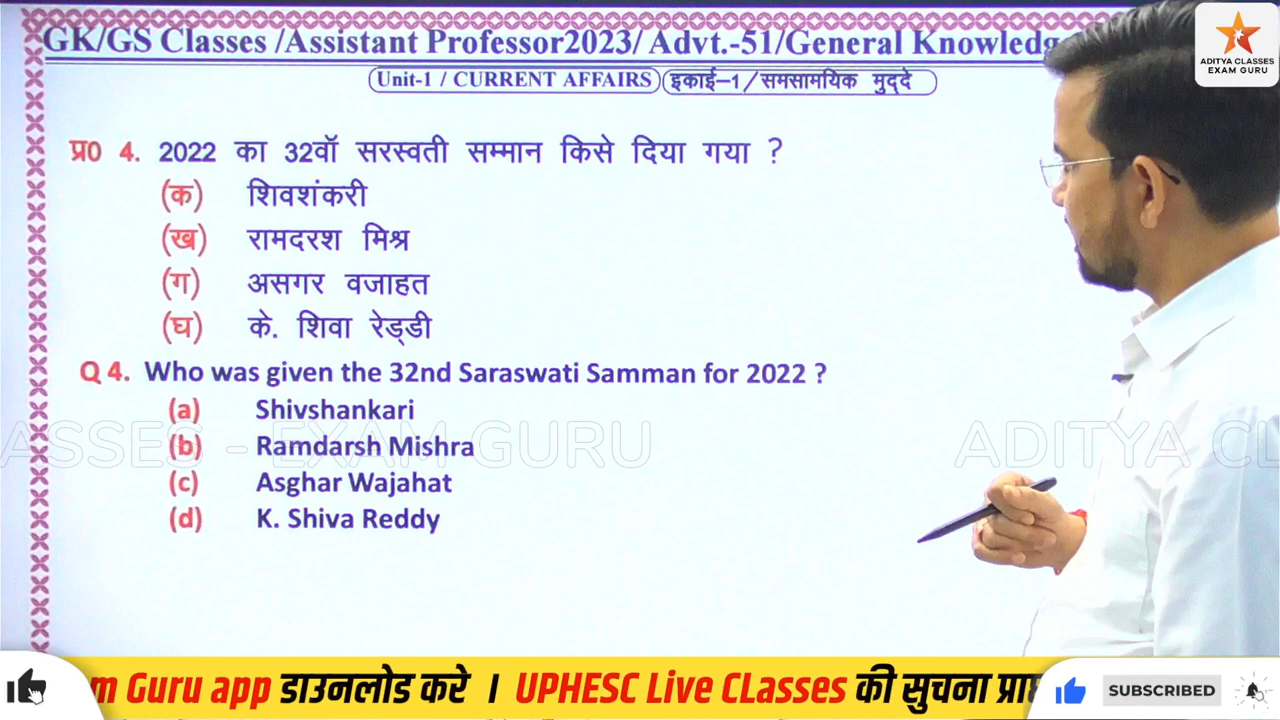 GK/GS Classes /Assistant Professor2023/ Advt.-51/General
ADITYA CLASSES
EXAM GURU
Unit-1 / CURRENT AFFAIRS इकाई–1/समसामयिक मुद्दे
प्र0 4. 2022 का 32वॉ सरस्वती सम्मान किसे दिया गया ?
(क) शिवशंकरी
(ख) रामदरश मिश्र
(ग) असगर वजाहत
(घ) के. शिवा रेड्डी
Q 4. Who was given the 32nd Saraswati Samman for 2022 ?
(a) Shivshankari
(b) Ramdarsh Mishra
(c) Asghar Wajahat
(d) K. Shiva Reddy
ASSES - EXAM GURU ADITYA CL
m Guru app डाउनलोड करे । UPHESC Live CLasses की सुचना
SUBSCRIBED